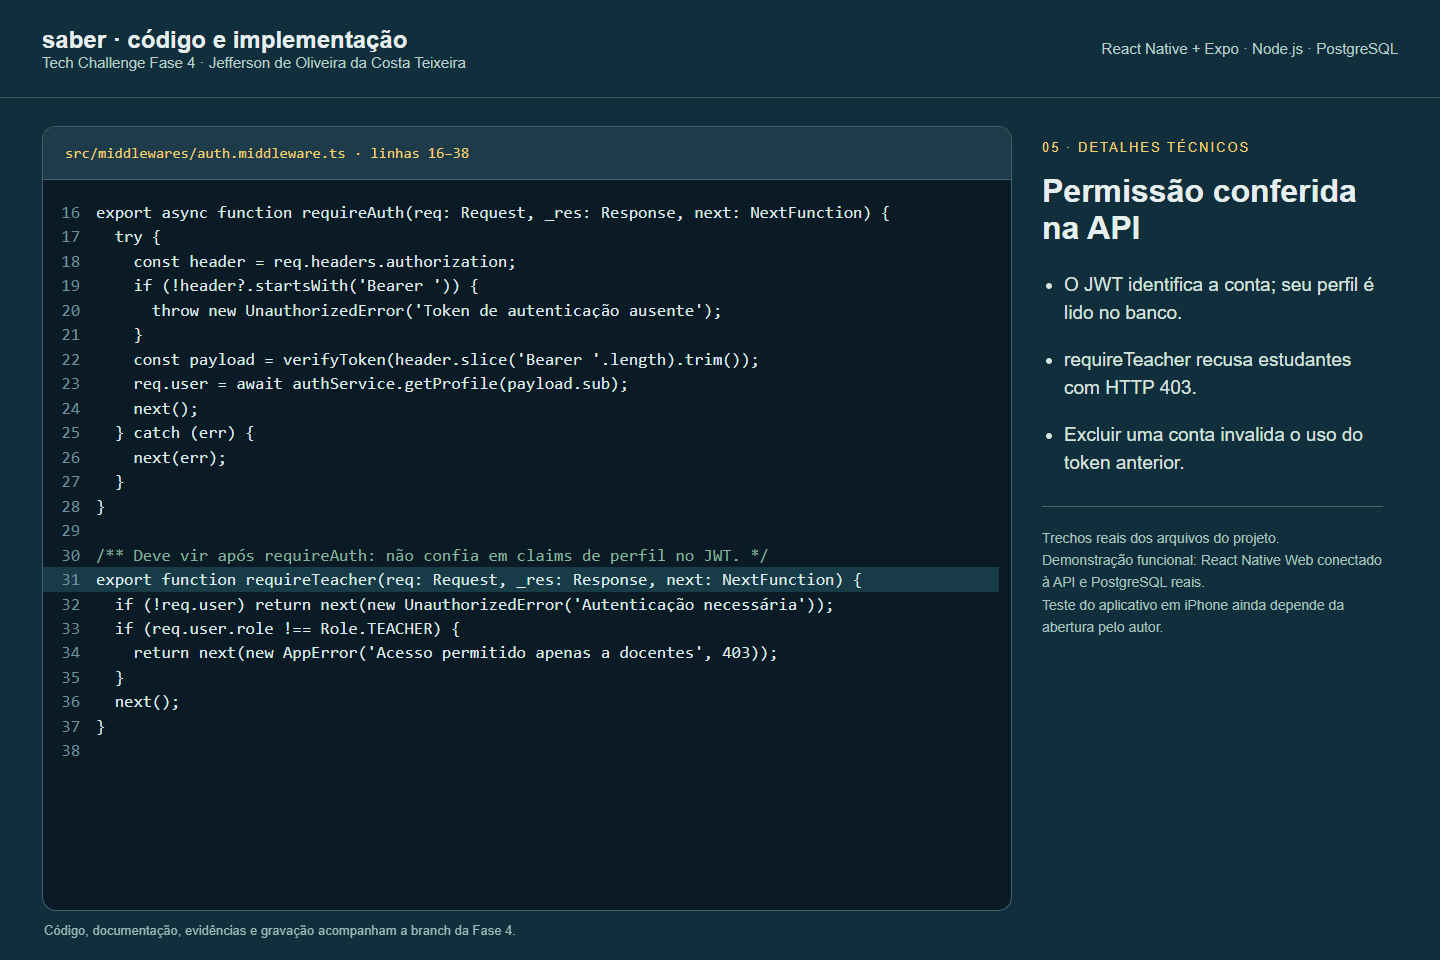 saber · código e implementação
Tech Challenge Fase 4 · Jefferson de Oliveira da Costa Teixeira
React Native + Expo · Node.js · PostgreSQL
src/middlewares/auth.middleware.ts · linhas 16–38
16 export async function requireAuth(req: Request, _res: Response, next: NextFunction) {
17   try {
18     const header = req.headers.authorization;
19     if (!header?.startsWith('Bearer ')) {
20       throw new UnauthorizedError('Token de autenticação ausente');
21     }
22     const payload = verifyToken(header.slice('Bearer '.length).trim());
23     req.user = await authService.getProfile(payload.sub);
24     next();
25   } catch (err) {
26     next(err);
27   }
28 }
29
30 /** Deve vir após requireAuth: não confia em claims de perfil no JWT. */
31 export function requireTeacher(req: Request, _res: Response, next: NextFunction) {
32   if (!req.user) return next(new UnauthorizedError('Autenticação necessária'));
33   if (req.user.role !== Role.TEACHER) {
34     return next(new AppError('Acesso permitido apenas a docentes', 403));
35   }
36   next();
37 }
38
05 · DETALHES TÉCNICOS
Permissão conferida
na API
• O JWT identifica a conta; seu perfil é
lido no banco.
• requireTeacher recusa estudantes
com HTTP 403.
• Excluir uma conta invalida o uso do
token anterior.
Trechos reais dos arquivos do projeto.
Demonstração funcional: React Native Web conectado
à API e PostgreSQL reais.
Teste do aplicativo em iPhone ainda depende da
abertura pelo autor.
Código, documentação, evidências e gravação acompanham a branch da Fase 4.